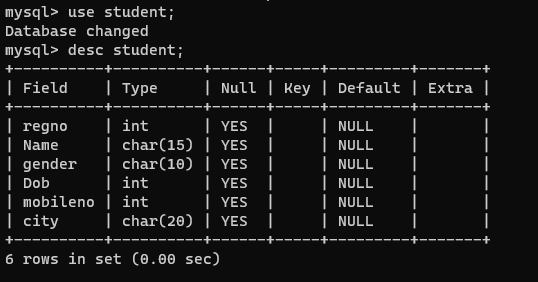 mysql> use student;
Database changed
mysql> desc student;
+----------+----------+------+-----+---------+-------+
| Field    | Type     | Null | Key | Default | Extra |
+----------+----------+------+-----+---------+-------+
| regno    | int      | YES  |     | NULL    |       |
| Name     | char(15) | YES  |     | NULL    |       |
| gender   | char(10) | YES  |     | NULL    |       |
| Dob      | int      | YES  |     | NULL    |       |
| mobileno | int      | YES  |     | NULL    |       |
| city     | char(20) | YES  |     | NULL    |       |
+----------+----------+------+-----+---------+-------+
6 rows in set (0.00 sec)